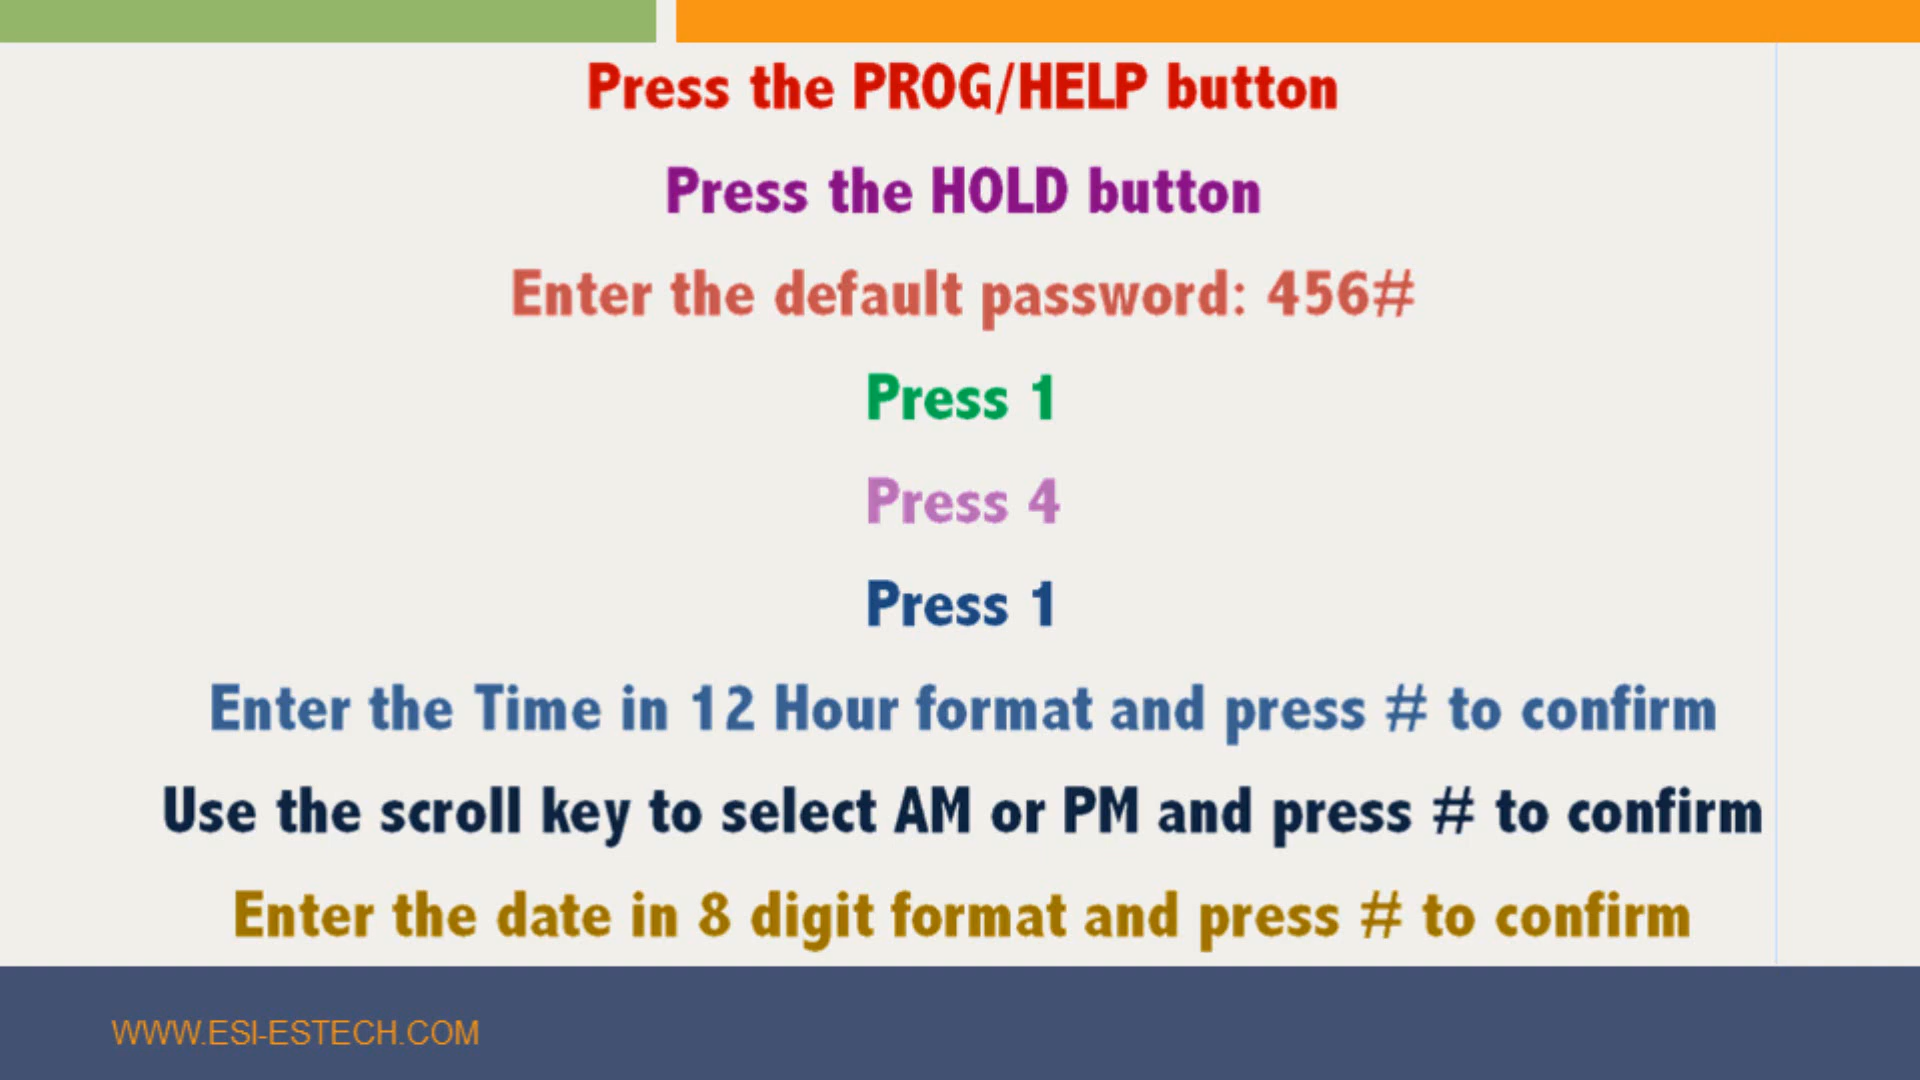 Press the PROG/HELP button
Press the HOLD button
Enter the default password: 456#
Press 1
Press 4
Press 1
Enter the Time in 12 Hour format and press # to confirm
Use the scroll key to select AM or PM and press # to confirm
Enter the date in 8 digit format and press # to confirm
WWW.ESI-ESTECH.COM